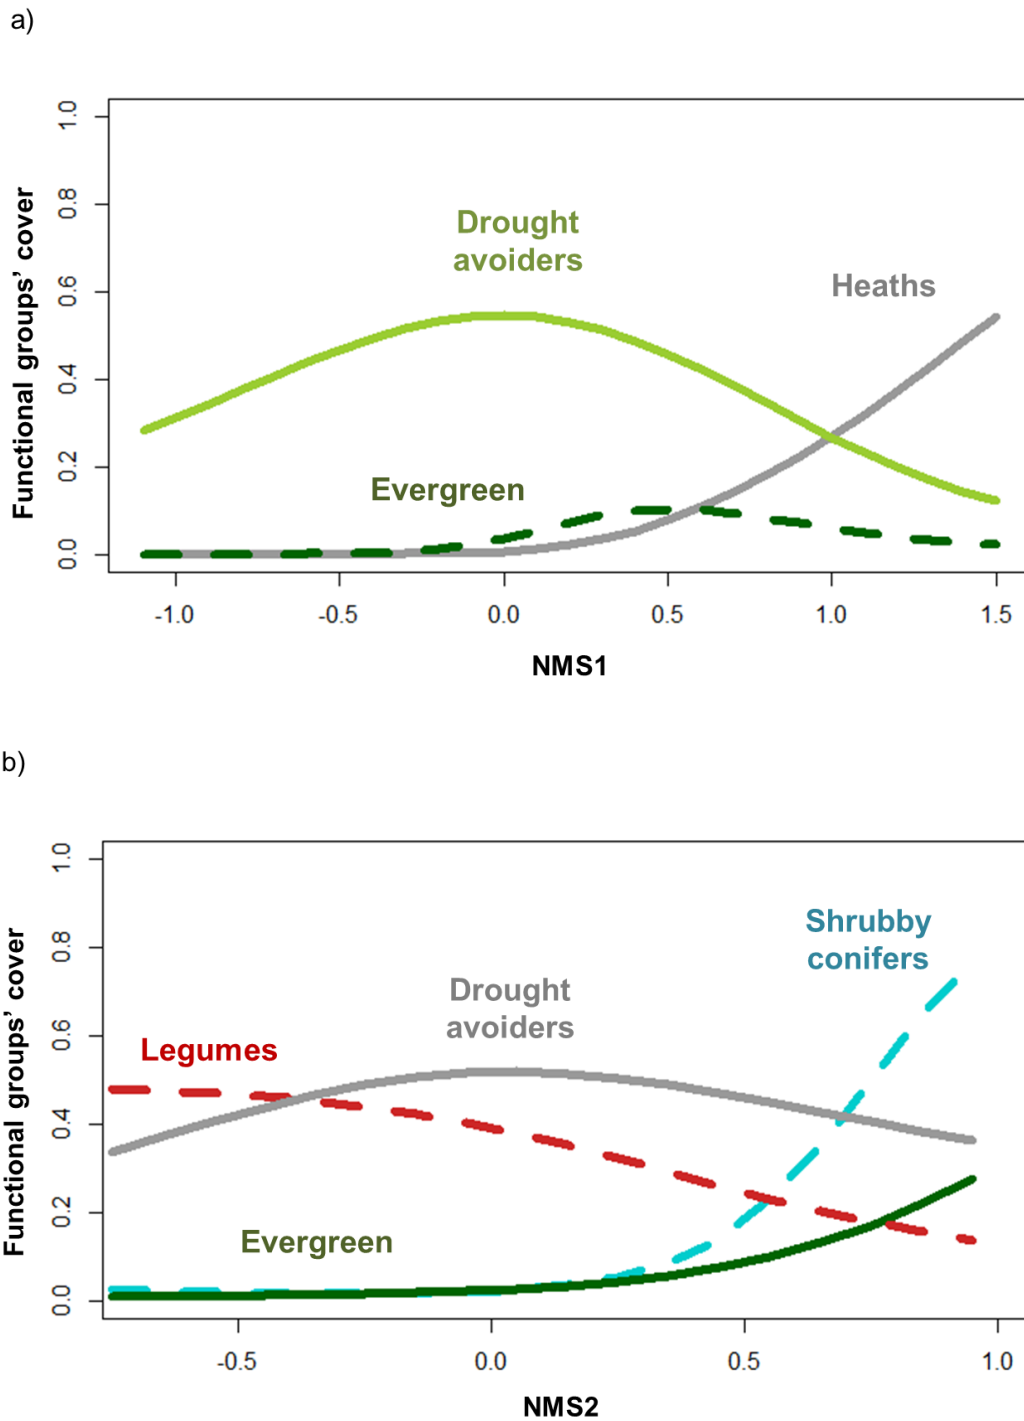 a)
1.0
0.8
0.6
0.4
0.2
0.0
Functional groups’ cover
Drought
avoiders
Heaths
Evergreen
-1.0 -0.5 0.0 0.5 1.0 1.5
NMS1
b)
1.0
0.8
0.6
0.4
0.2
0.0
Functional groups’ cover
Shrubby
conifers
Drought
avoiders
Legumes
Evergreen
-0.5 0.0 0.5 1.0
NMS2